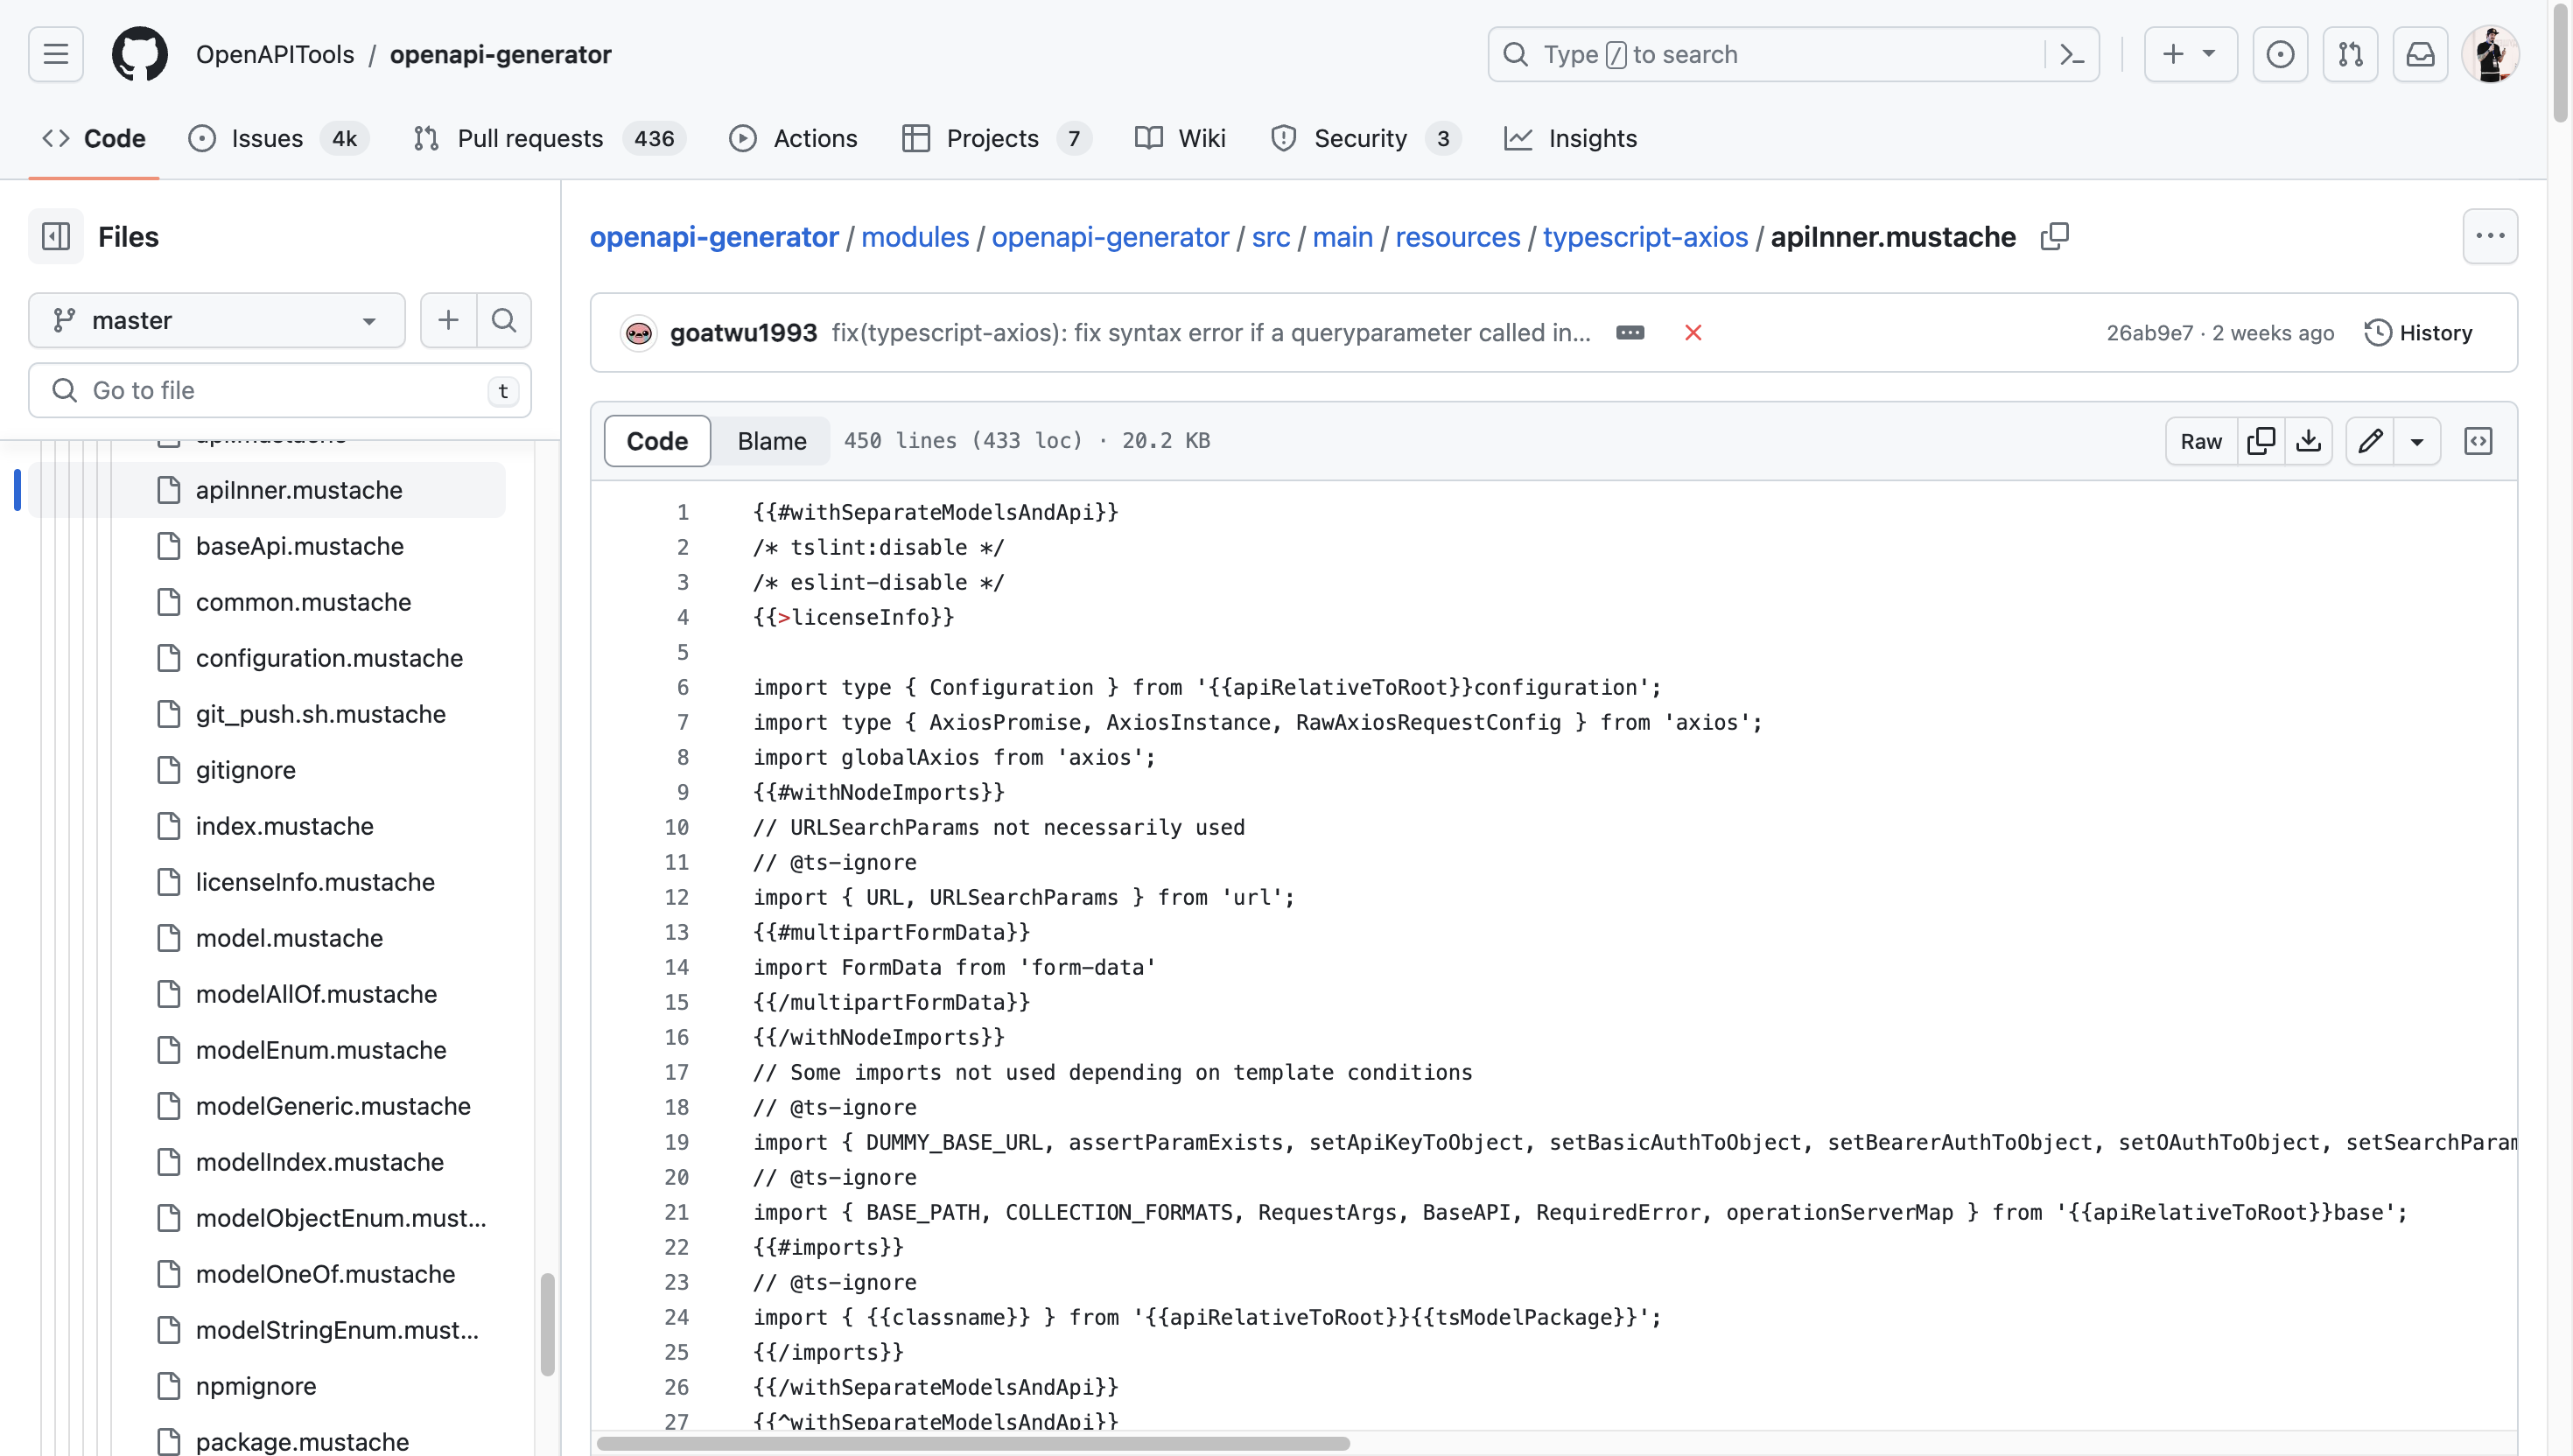 OpenAPITools / openapi-generator
Type / to search
Code
Issues 4k
Pull requests 436
Actions
Projects 7
Wiki
Security 3
Insights
Files
master
Go to file
t
apiInner.mustache
baseApi.mustache
common.mustache
configuration.mustache
git_push.sh.mustache
gitignore
index.mustache
licenseInfo.mustache
model.mustache
modelAllOf.mustache
modelEnum.mustache
modelGeneric.mustache
modelIndex.mustache
modelObjectEnum.must...
modelOneOf.mustache
modelStringEnum.must...
npmignore
package.mustache
openapi-generator / modules / openapi-generator / src / main / resources / typescript-axios / apiInner.mustache
goatwu1993 fix(typescript-axios): fix syntax error if a queryparameter called in...
26ab9e7 · 2 weeks ago
History
Code
Blame
450 lines (433 loc) · 20.2 KB
Raw
1 {{#withSeparateModelsAndApi}}
2 /* tslint:disable */
3 /* eslint-disable */
4 {{>licenseInfo}}
5
6 import type { Configuration } from '{{apiRelativeToRoot}}configuration';
7 import type { AxiosPromise, AxiosInstance, RawAxiosRequestConfig } from 'axios';
8 import globalAxios from 'axios';
9 {{#withNodeImports}}
10 // URLSearchParams not necessarily used
11 // @ts-ignore
12 import { URL, URLSearchParams } from 'url';
13 {{#multipartFormData}}
14 import FormData from 'form-data'
15 {{/multipartFormData}}
16 {{/withNodeImports}}
17 // Some imports not used depending on template conditions
18 // @ts-ignore
19 import { DUMMY_BASE_URL, assertParamExists, setApiKeyToObject, setBasicAuthToObject, setBearerAuthToObject, setOAuthToObject, setSearchParam
20 // @ts-ignore
21 import { BASE_PATH, COLLECTION_FORMATS, RequestArgs, BaseAPI, RequiredError, operationServerMap } from '{{apiRelativeToRoot}}base';
22 {{#imports}}
23 // @ts-ignore
24 import { {{classname}} } from '{{apiRelativeToRoot}}{{tsModelPackage}}';
25 {{/imports}}
26 {{/withSeparateModelsAndApi}}
27 {{^withSeparateModelsAndApi}}